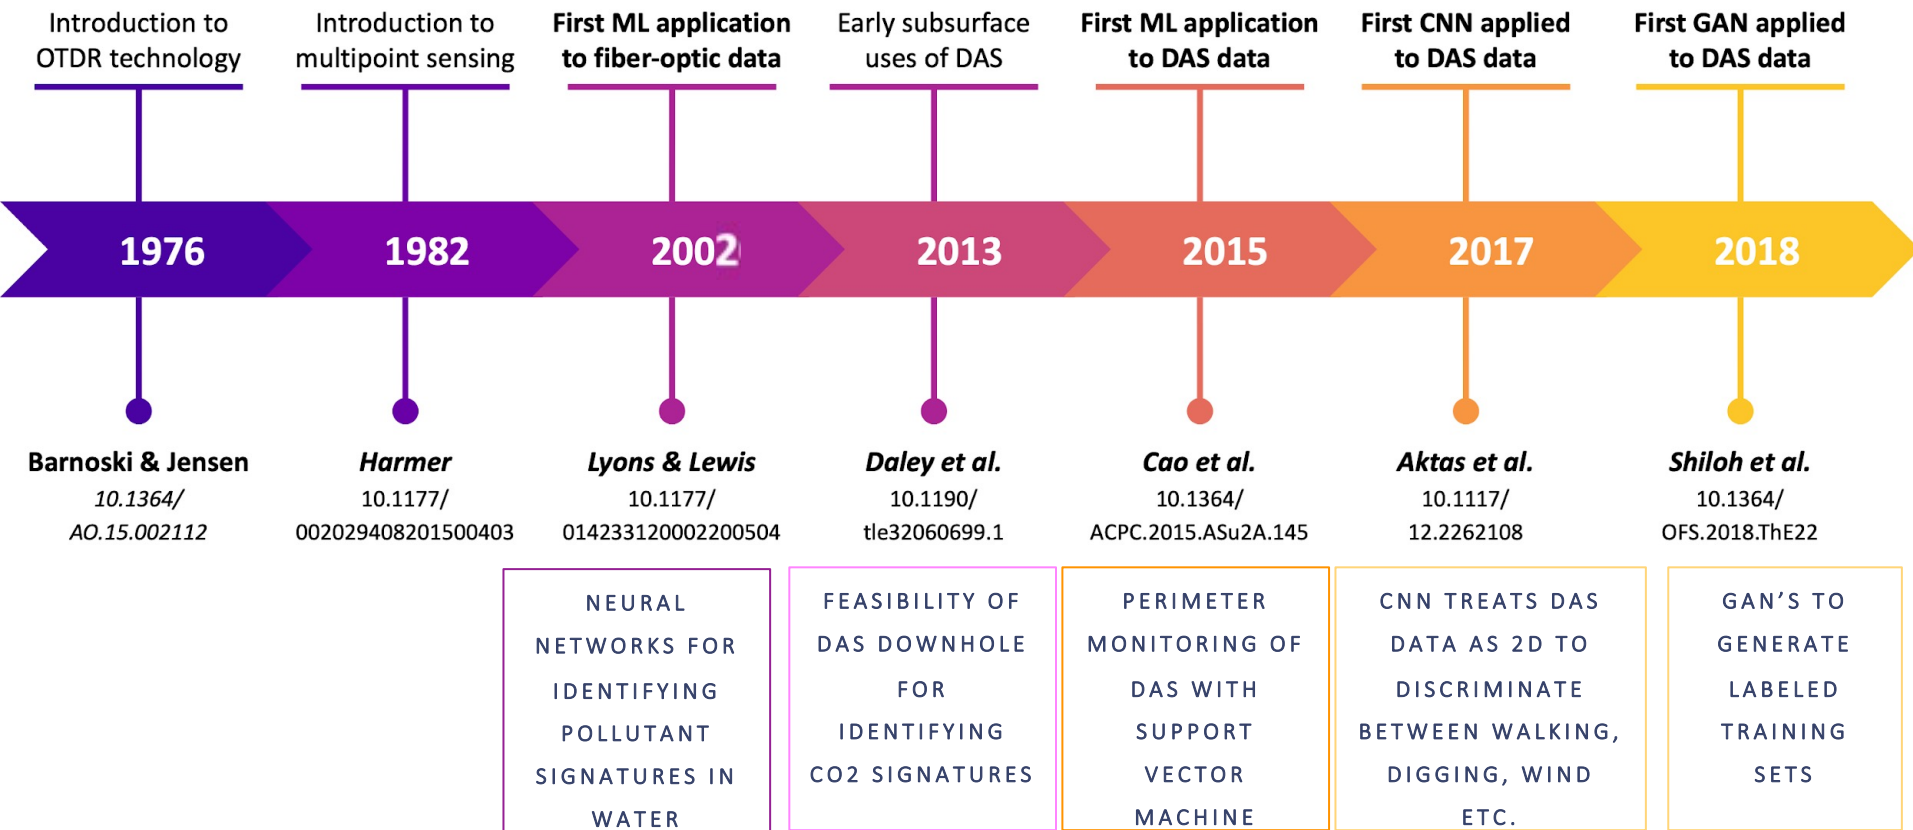 Introduction to
OTDR technology
Introduction to
multipoint sensing
First ML application
to fiber-optic data
Early subsurface
uses of DAS
First ML application
to DAS data
First CNN applied
to DAS data
First GAN applied
to DAS data
1976
1982
2002
2013
2015
2017
2018
Barnoski & Jensen
10.1364/
AO.15.002112
Harmer
10.1177/
002029408201500403
Lyons & Lewis
10.1177/
014233120002200504
Daley et al.
10.1190/
tle32060699.1
Cao et al.
10.1364/
ACPC.2015.ASu2A.145
Aktas et al.
10.1117/
12.2262108
Shiloh et al.
10.1364/
OFS.2018.ThE22
NEURAL
NETWORKS FOR
IDENTIFYING
POLLUTANT
SIGNATURES IN
WATER
FEASIBILITY OF
DAS DOWNHOLE
FOR
IDENTIFYING
CO2 SIGNATURES
PERIMETER
MONITORING OF
DAS WITH
SUPPORT
VECTOR
MACHINE
CNN TREATS DAS
DATA AS 2D TO
DISCRIMINATE
BETWEEN WALKING,
DIGGING, WIND
ETC.
GAN’S TO
GENERATE
LABELED
TRAINING
SETS